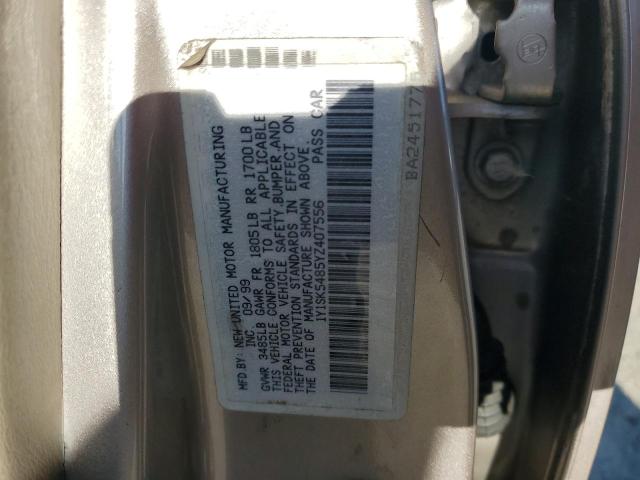 MFD BY: NEW UNITED MOTOR MANUFACTURING
INC 09/99
GVWR 3485LB GAWR FR 1805LB RR 1700LB
THIS VEHICLE CONFORMS TO ALL APPLICABLE
FEDERAL MOTOR VEHICLE SAFETY,BUMPER,AND
THEFT PREVENTION STANDARDS IN EFFECT ON
THE DATE OF MANUFACTURE SHOWN ABOVE.
1Y1SK5485YZ407556 PASS CAR
BA245177